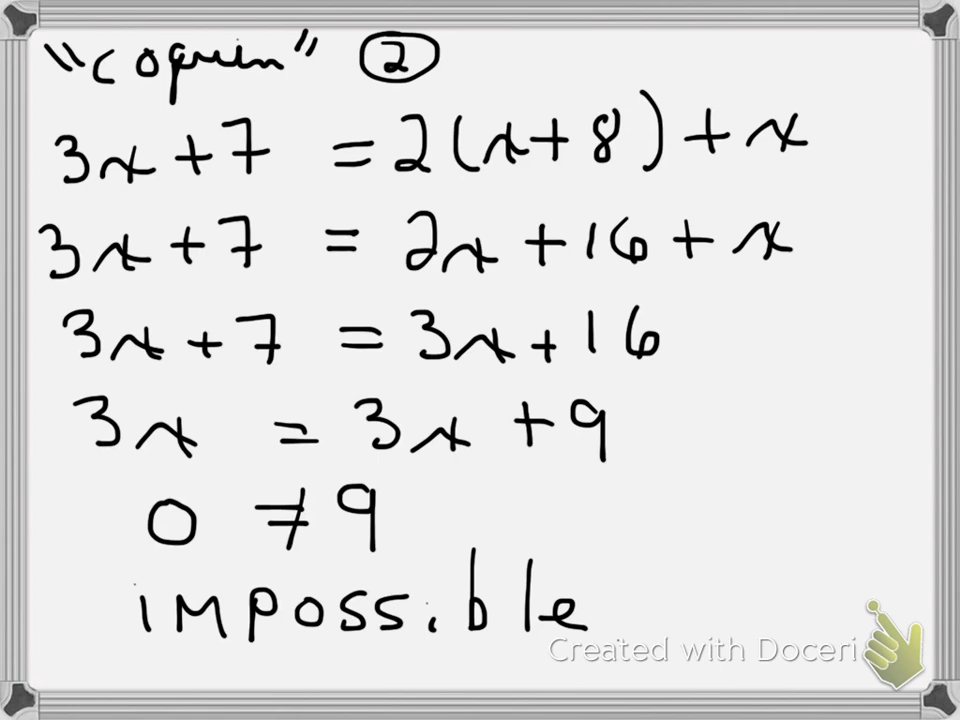 "coquin" ②
3x + 7 = 2(x + 8) + x
3x + 7 = 2x + 16 + x
3x + 7 = 3x + 16
3x = 3x + 9
0 ≠ 9
impossible
Created with Doceri